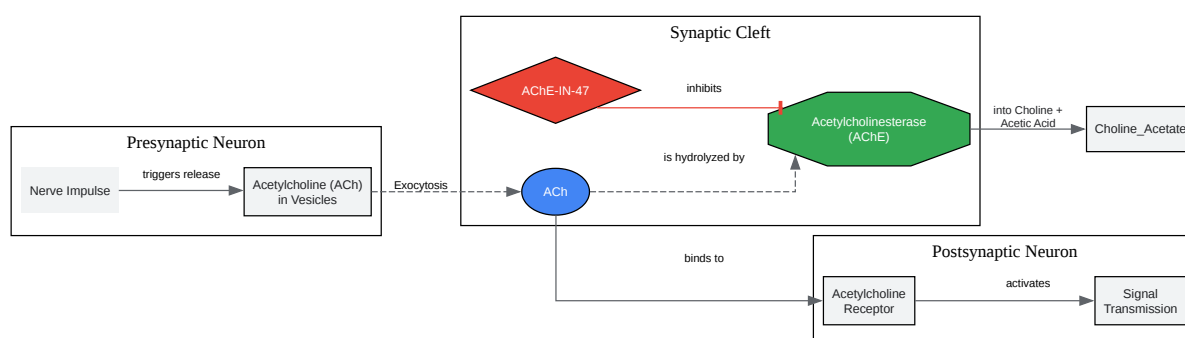 Synaptic Cleft
AChE-IN-47
inhibits
Acetylcholinesterase
(AChE)
into Choline +
Acetic Acid
Choline_Acetate
Presynaptic Neuron
Nerve Impulse
triggers release
Acetylcholine (ACh)
in Vesicles
Exocytosis
ACh
is hydrolyzed by
binds to
Postsynaptic Neuron
Acetylcholine
Receptor
activates
Signal
Transmission